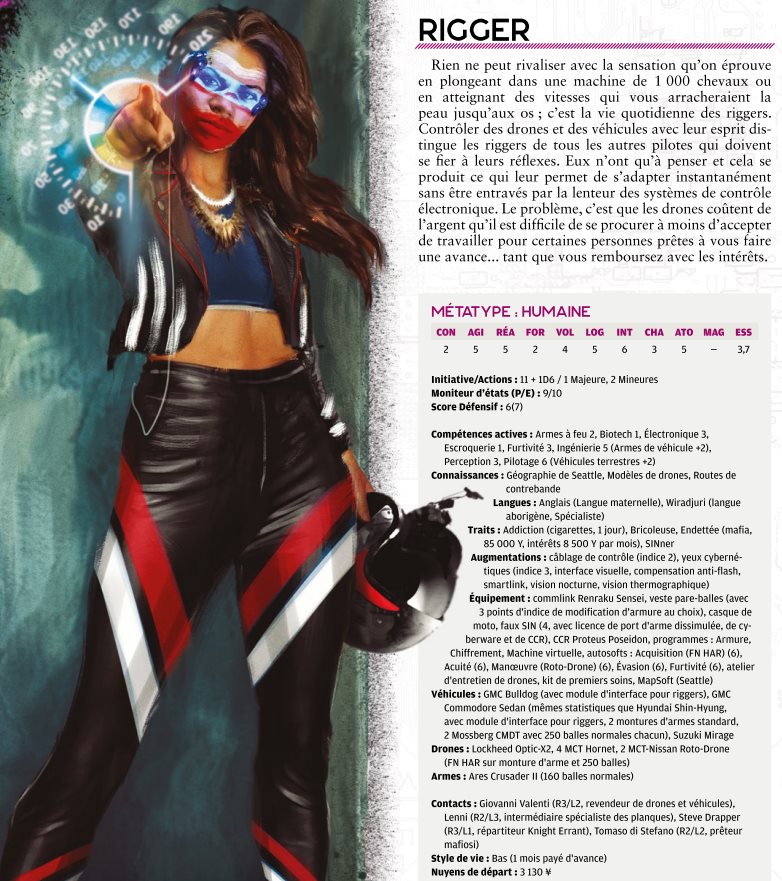 RIGGER
Rien ne peut rivaliser avec la sensation qu'on éprouve
en plongeant dans une machine de 1 000 chevaux ou
en atteignant des vitesses qui vous arracheraient la
peau jusqu'aux os ; c'est la vie quotidienne des riggers.
Contrôler des drones et des véhicules avec leur esprit dis-
tingue les riggers de tous les autres pilotes qui doivent
se fier à leurs réflexes. Eux n'ont qu'à penser et cela se
produit ce qui leur permet de s'adapter instantanément
sans être entravés par la lenteur des systèmes de contrôle
électronique. Le problème, c'est que les drones coûtent de
l'argent qu'il est difficile de se procurer à moins d'accepter
de travailler pour certaines personnes prêtes à vous faire
une avance... tant que vous remboursez avec les intérêts.
MÉTATYPE : HUMAINE
CON AGI RÉA FOR VOL LOG INT CHA ATO MAG ESS
2 5 5 2 4 5 6 3 5 – 3,7
Initiative/Actions : 11 + 1D6 / 1 Majeure, 2 Mineures
Moniteur d'états (P/E) : 9/10
Score Défensif : 6(7)
Compétences actives : Armes à feu 2, Biotech 1, Électronique 3,
Escroquerie 1, Furtivité 3, Ingénierie 5 (Armes de véhicule +2),
Perception 3, Pilotage 6 (Véhicules terrestres +2)
Connaissances : Géographie de Seattle, Modèles de drones, Routes de
contrebande
Langues : Anglais (Langue maternelle), Wiradjuri (langue
aborigène, Spécialiste)
Traits : Addiction (cigarettes, 1 jour), Bricoleuse, Endettée (mafia,
85 000 Y, intérêts 8 500 Y par mois), SINner
Augmentations : câblage de contrôle (indice 2), yeux cyberné-
tiques (indice 3, interface visuelle, compensation anti-flash,
smartlink, vision nocturne, vision thermographique)
Équipement : commlink Renraku Sensei, veste pare-balles (avec
3 points d'indice de modification d'armure au choix), casque de
moto, faux SIN (4, avec licence de port d'arme dissimulée, de cy-
berware et de CCR), CCR Proteus Poseidon, programmes : Armure,
Chiffrement, Machine virtuelle, autosofts : Acquisition (FN HAR) (6),
Acuité (6), Manœuvre (Roto-Drone) (6), Évasion (6), Furtivité (6), atelier
d'entretien de drones, kit de premiers soins, MapSoft (Seattle)
Véhicules : GMC Bulldog (avec module d'interface pour riggers), GMC
Commodore Sedan (mêmes statistiques que Hyundai Shin-Hyung,
avec module d'interface pour riggers, 2 montures d'armes standard,
2 Mossberg CMDT avec 250 balles normales chacun), Suzuki Mirage
Drones : Lockheed Optic-X2, 4 MCT Hornet, 2 MCT-Nissan Roto-Drone
(FN HAR sur monture d'arme et 250 balles)
Armes : Ares Crusader II (160 balles normales)
Contacts : Giovanni Valenti (R3/L2, revendeur de drones et véhicules),
Lenni (R2/L3, intermédiaire spécialiste des planques), Steve Drapper
(R3/L1, répartiteur Knight Errant), Tomaso di Stefano (R2/L2, prêteur
mafiosi)
Style de vie : Bas (1 mois payé d'avance)
Nuyens de départ : 3 130 ¥